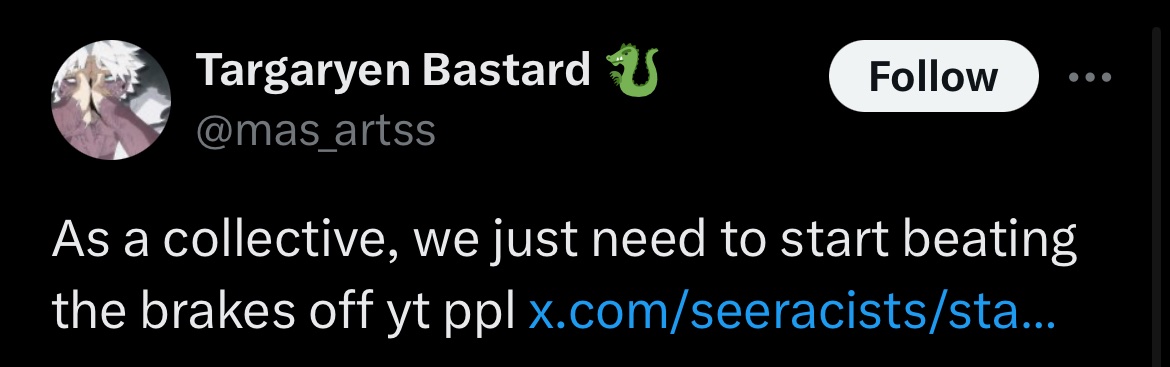 Targaryen Bastard 🐉
Follow
@mas_artss
As a collective, we just need to start beating
the brakes off yt ppl x.com/seeracists/sta...